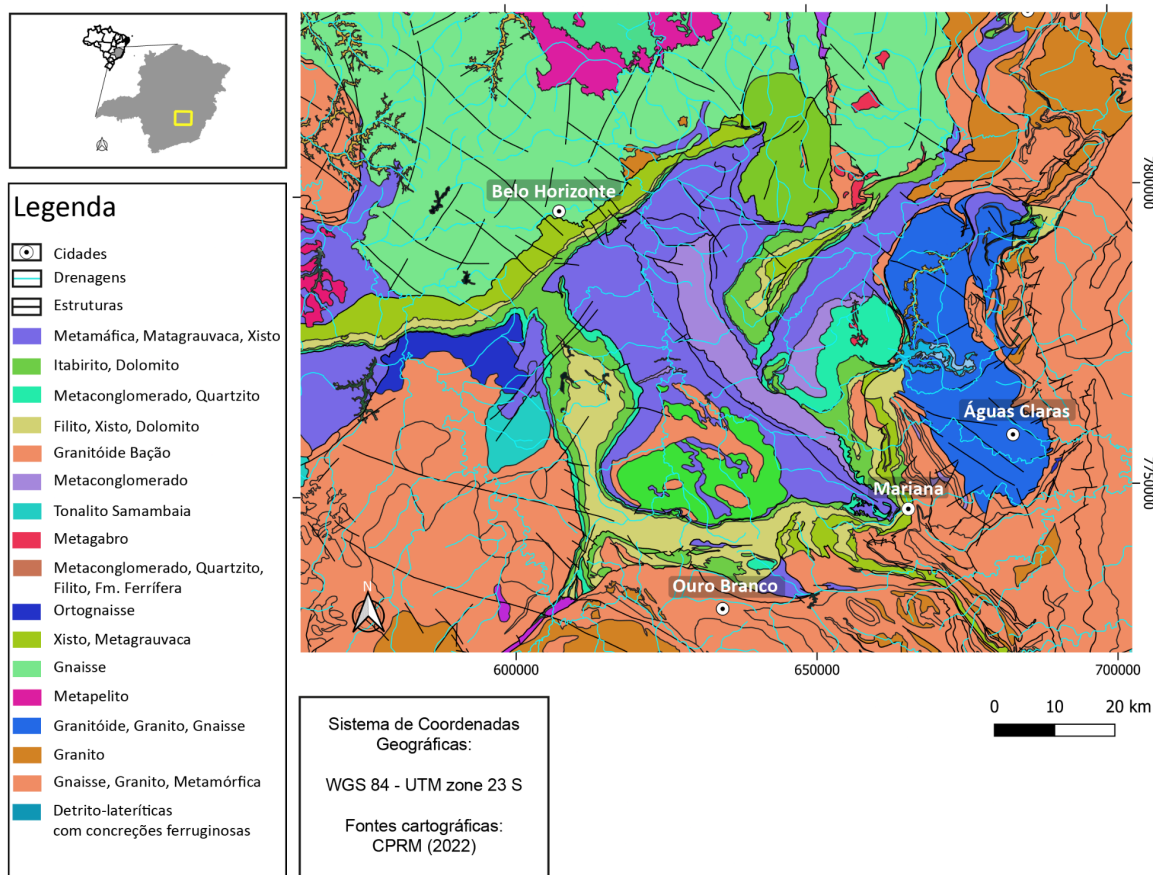 Legenda
Cidades
Drenagens
Estruturas
Metamáfica, Matagrauvaca, Xisto
Itabirito, Dolomito
Metaconglomerado, Quartzito
Filito, Xisto, Dolomito
Granitóide Bação
Metaconglomerado
Tonalito Samambaia
Metagabro
Metaconglomerado, Quartzito,
Filito, Fm. Ferrífera
Ortognaisse
Xisto, Metagrauvaca
Gnaisse
Metapelito
Granitóide, Granito, Gnaisse
Granito
Gnaisse, Granito, Metamórfica
Detrito-lateríticas
com concreções ferruginosas
Belo Horizonte
Águas Claras
Mariana
Ouro Branco
N
7800000
7750000
600000
650000
700000
0 10 20 km
Sistema de Coordenadas
Geográficas:
WGS 84 - UTM zone 23 S
Fontes cartográficas:
CPRM (2022)